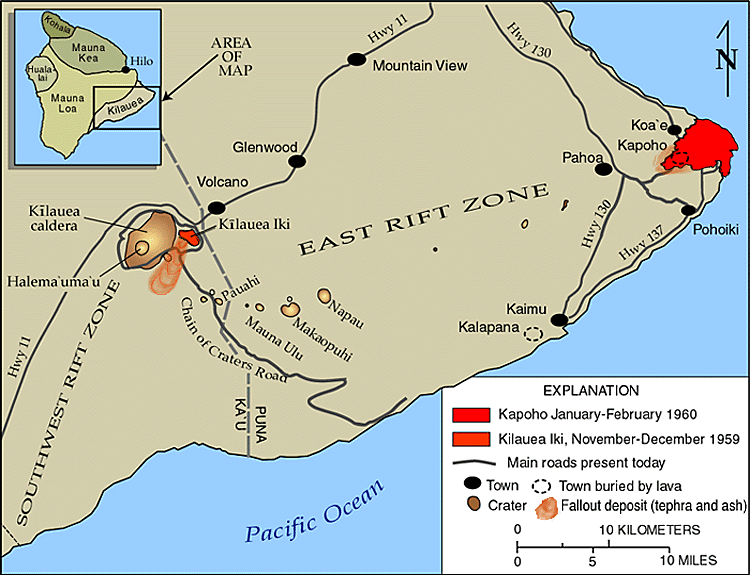 Kohala
Mauna
Kea
Huala-
lai
Hilo
Mauna
Loa
Kilauea
AREA
OF
MAP
Hwy 11
Hwy 130
N
Mountain View
Koa`e
Kapoho
Glenwood
Pahoa
Volcano
Kīlauea
caldera
Kīlauea Iki
EAST RIFT ZONE
Hwy 130
Hwy 137
Pohoiki
Halema`uma`u
Pauahi
Napau
Makaopuhi
Mauna Ulu
Chain of Craters Road
Kaimu
Kalapana
Hwy 11
SOUTHWEST RIFT ZONE
PUNA
KA`U
Pacific Ocean
EXPLANATION
Kapoho January-February 1960
Kilauea Iki, November-December 1959
Main roads present today
Town
Town buried by lava
Crater
Fallout deposit (tephra and ash)
0 10 KILOMETERS
0 5 10 MILES